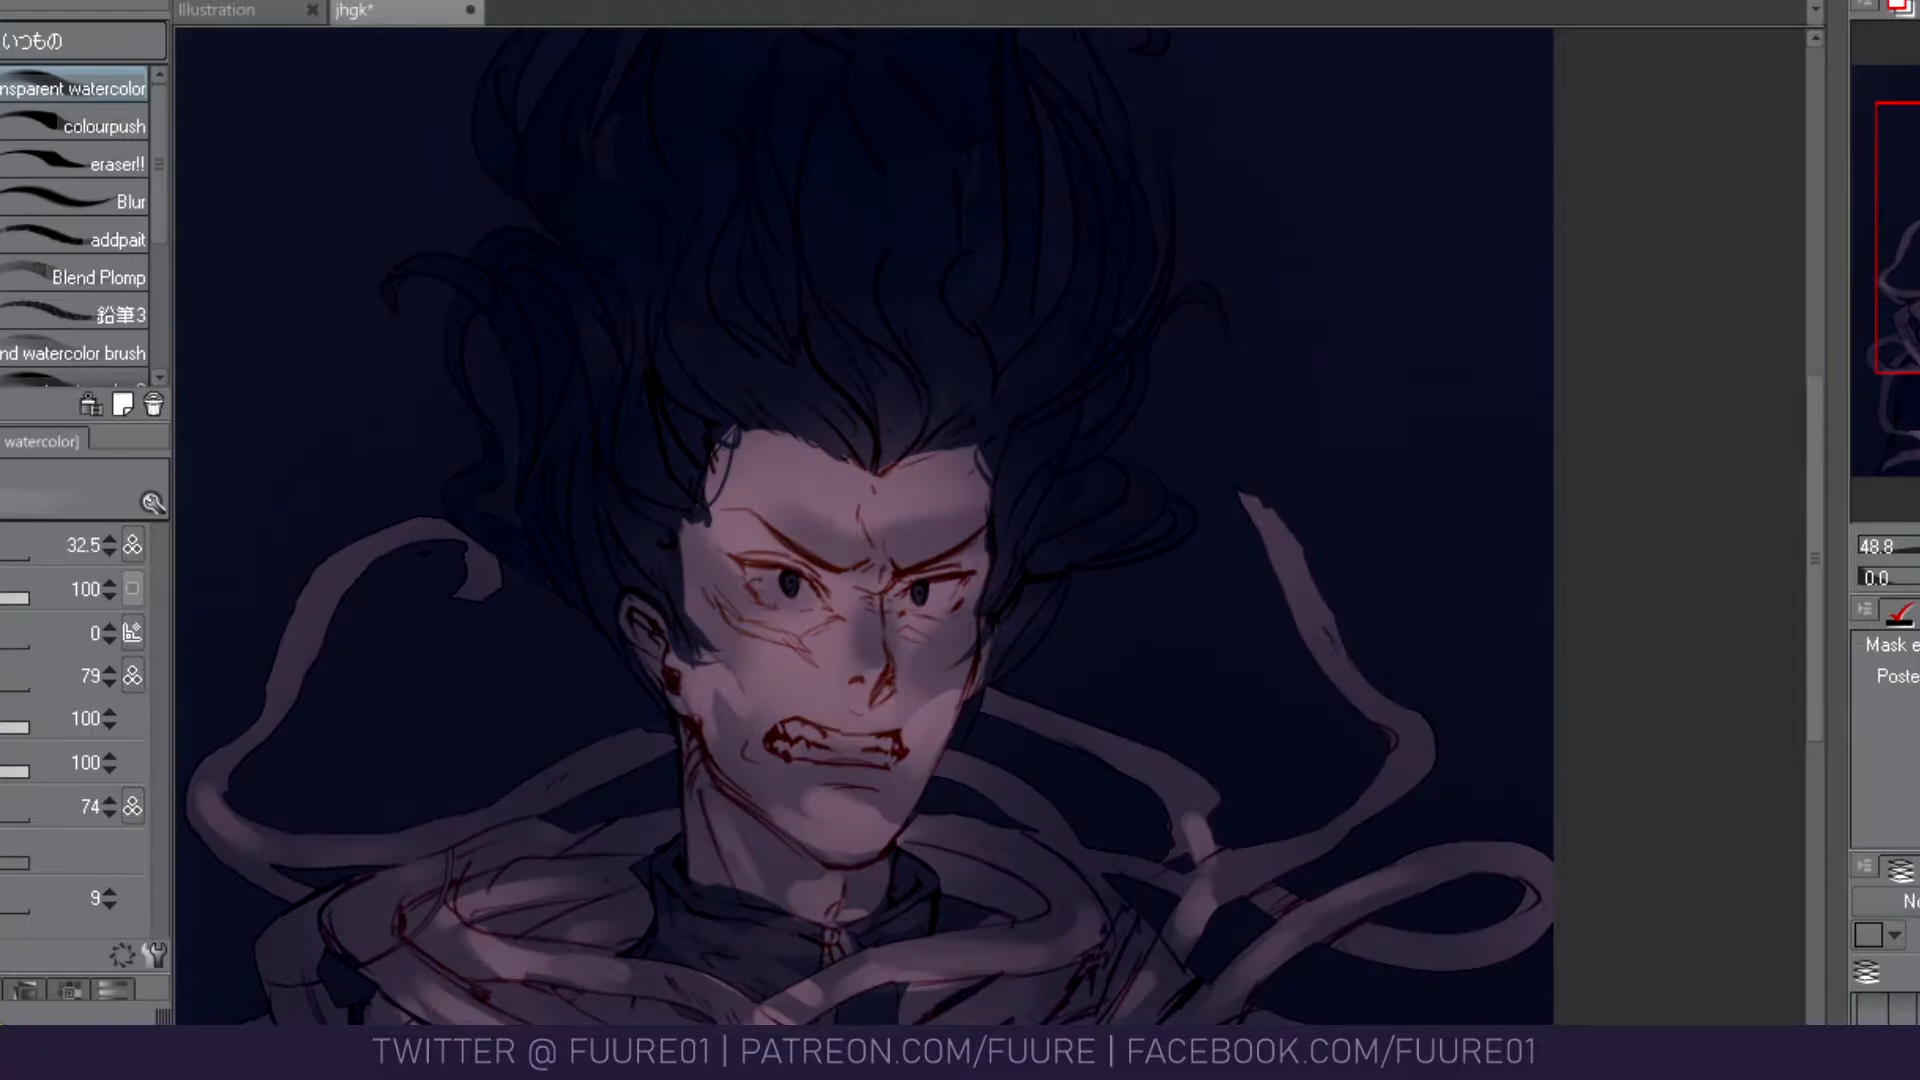 Illustration
jhgk*
いつもの
nsparent watercolor
colourpush
eraser!!
Blur
addpait
Blend Plomp
鉛筆3
nd watercolor brush
watercolor]
32.5
100
0
79
100
100
74
9
48.8
0.0
Mask e
Poste
No
TWITTER @ FUURE01 | PATREON.COM/FUURE | FACEBOOK.COM/FUURE01